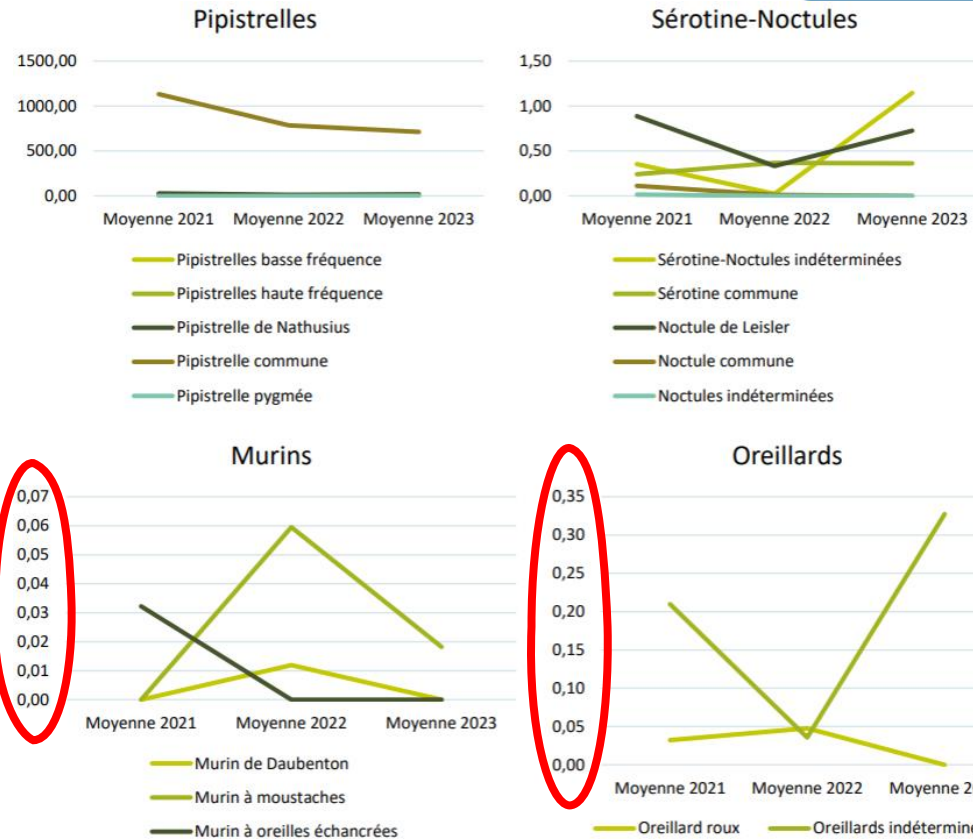 Pipistrelles
1500,00
1000,00
500,00
0,00
Moyenne 2021 Moyenne 2022 Moyenne 2023
Pipistrelles basse fréquence
Pipistrelles haute fréquence
Pipistrelle de Nathusius
Pipistrelle commune
Pipistrelle pygmée
Sérotine-Noctules
1,50
1,00
0,50
0,00
Moyenne 2021 Moyenne 2022 Moyenne 2023
Sérotine-Noctules indéterminées
Sérotine commune
Noctule de Leisler
Noctule commune
Noctules indéterminées
Murins
0,07
0,06
0,05
0,04
0,03
0,02
0,01
0,00
Moyenne 2021 Moyenne 2022 Moyenne 2023
Murin de Daubenton
Murin à moustaches
Murin à oreilles échancrées
Oreillards
0,35
0,30
0,25
0,20
0,15
0,10
0,05
0,00
Moyenne 2021 Moyenne 2022 Moyenne
Oreillard roux Oreillards